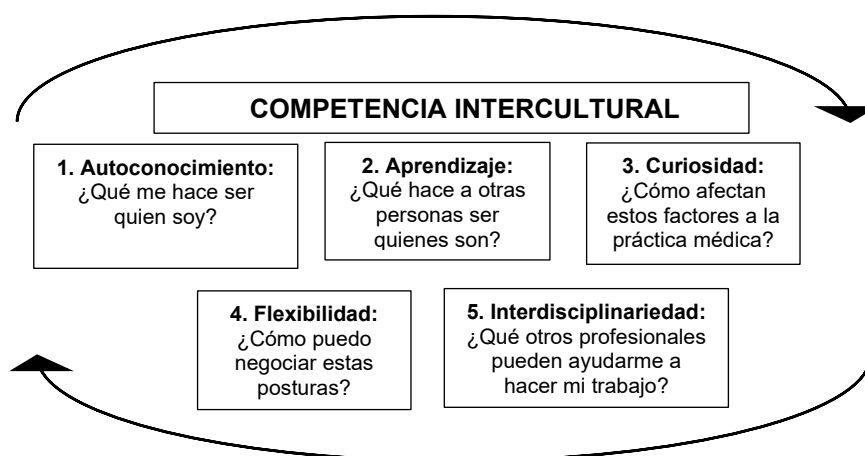 COMPETENCIA INTERCULTURAL
1. Autoconocimiento:
¿Qué me hace ser
quien soy?
2. Aprendizaje:
¿Qué hace a otras
personas ser
quienes son?
3. Curiosidad:
¿Cómo afectan
estos factores a la
práctica médica?
4. Flexibilidad:
¿Cómo puedo
negociar estas
posturas?
5. Interdisciplinariedad:
¿Qué otros profesionales
pueden ayudarme a
hacer mi trabajo?